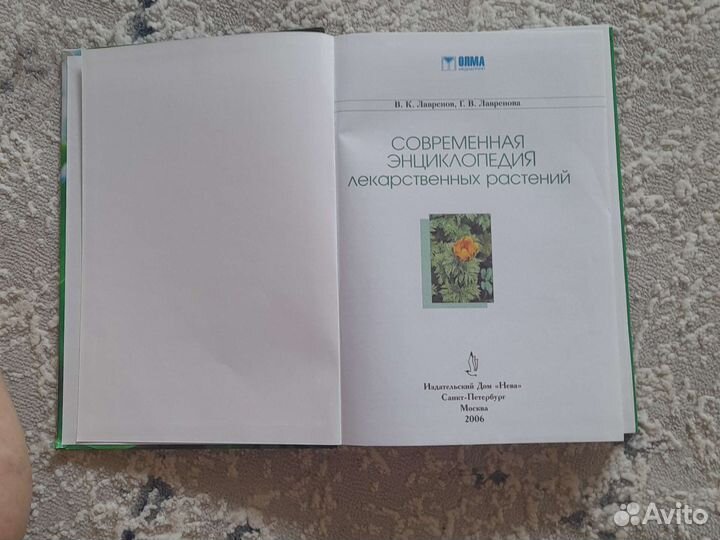 ОЛМА
В. К. Лавренов, Г. В. Лавренова
СОВРЕМЕННАЯ
ЭНЦИКЛОПЕДИЯ
лекарственных растений
Издательский Дом «Нева»
Санкт-Петербург
Москва
2006
Avito